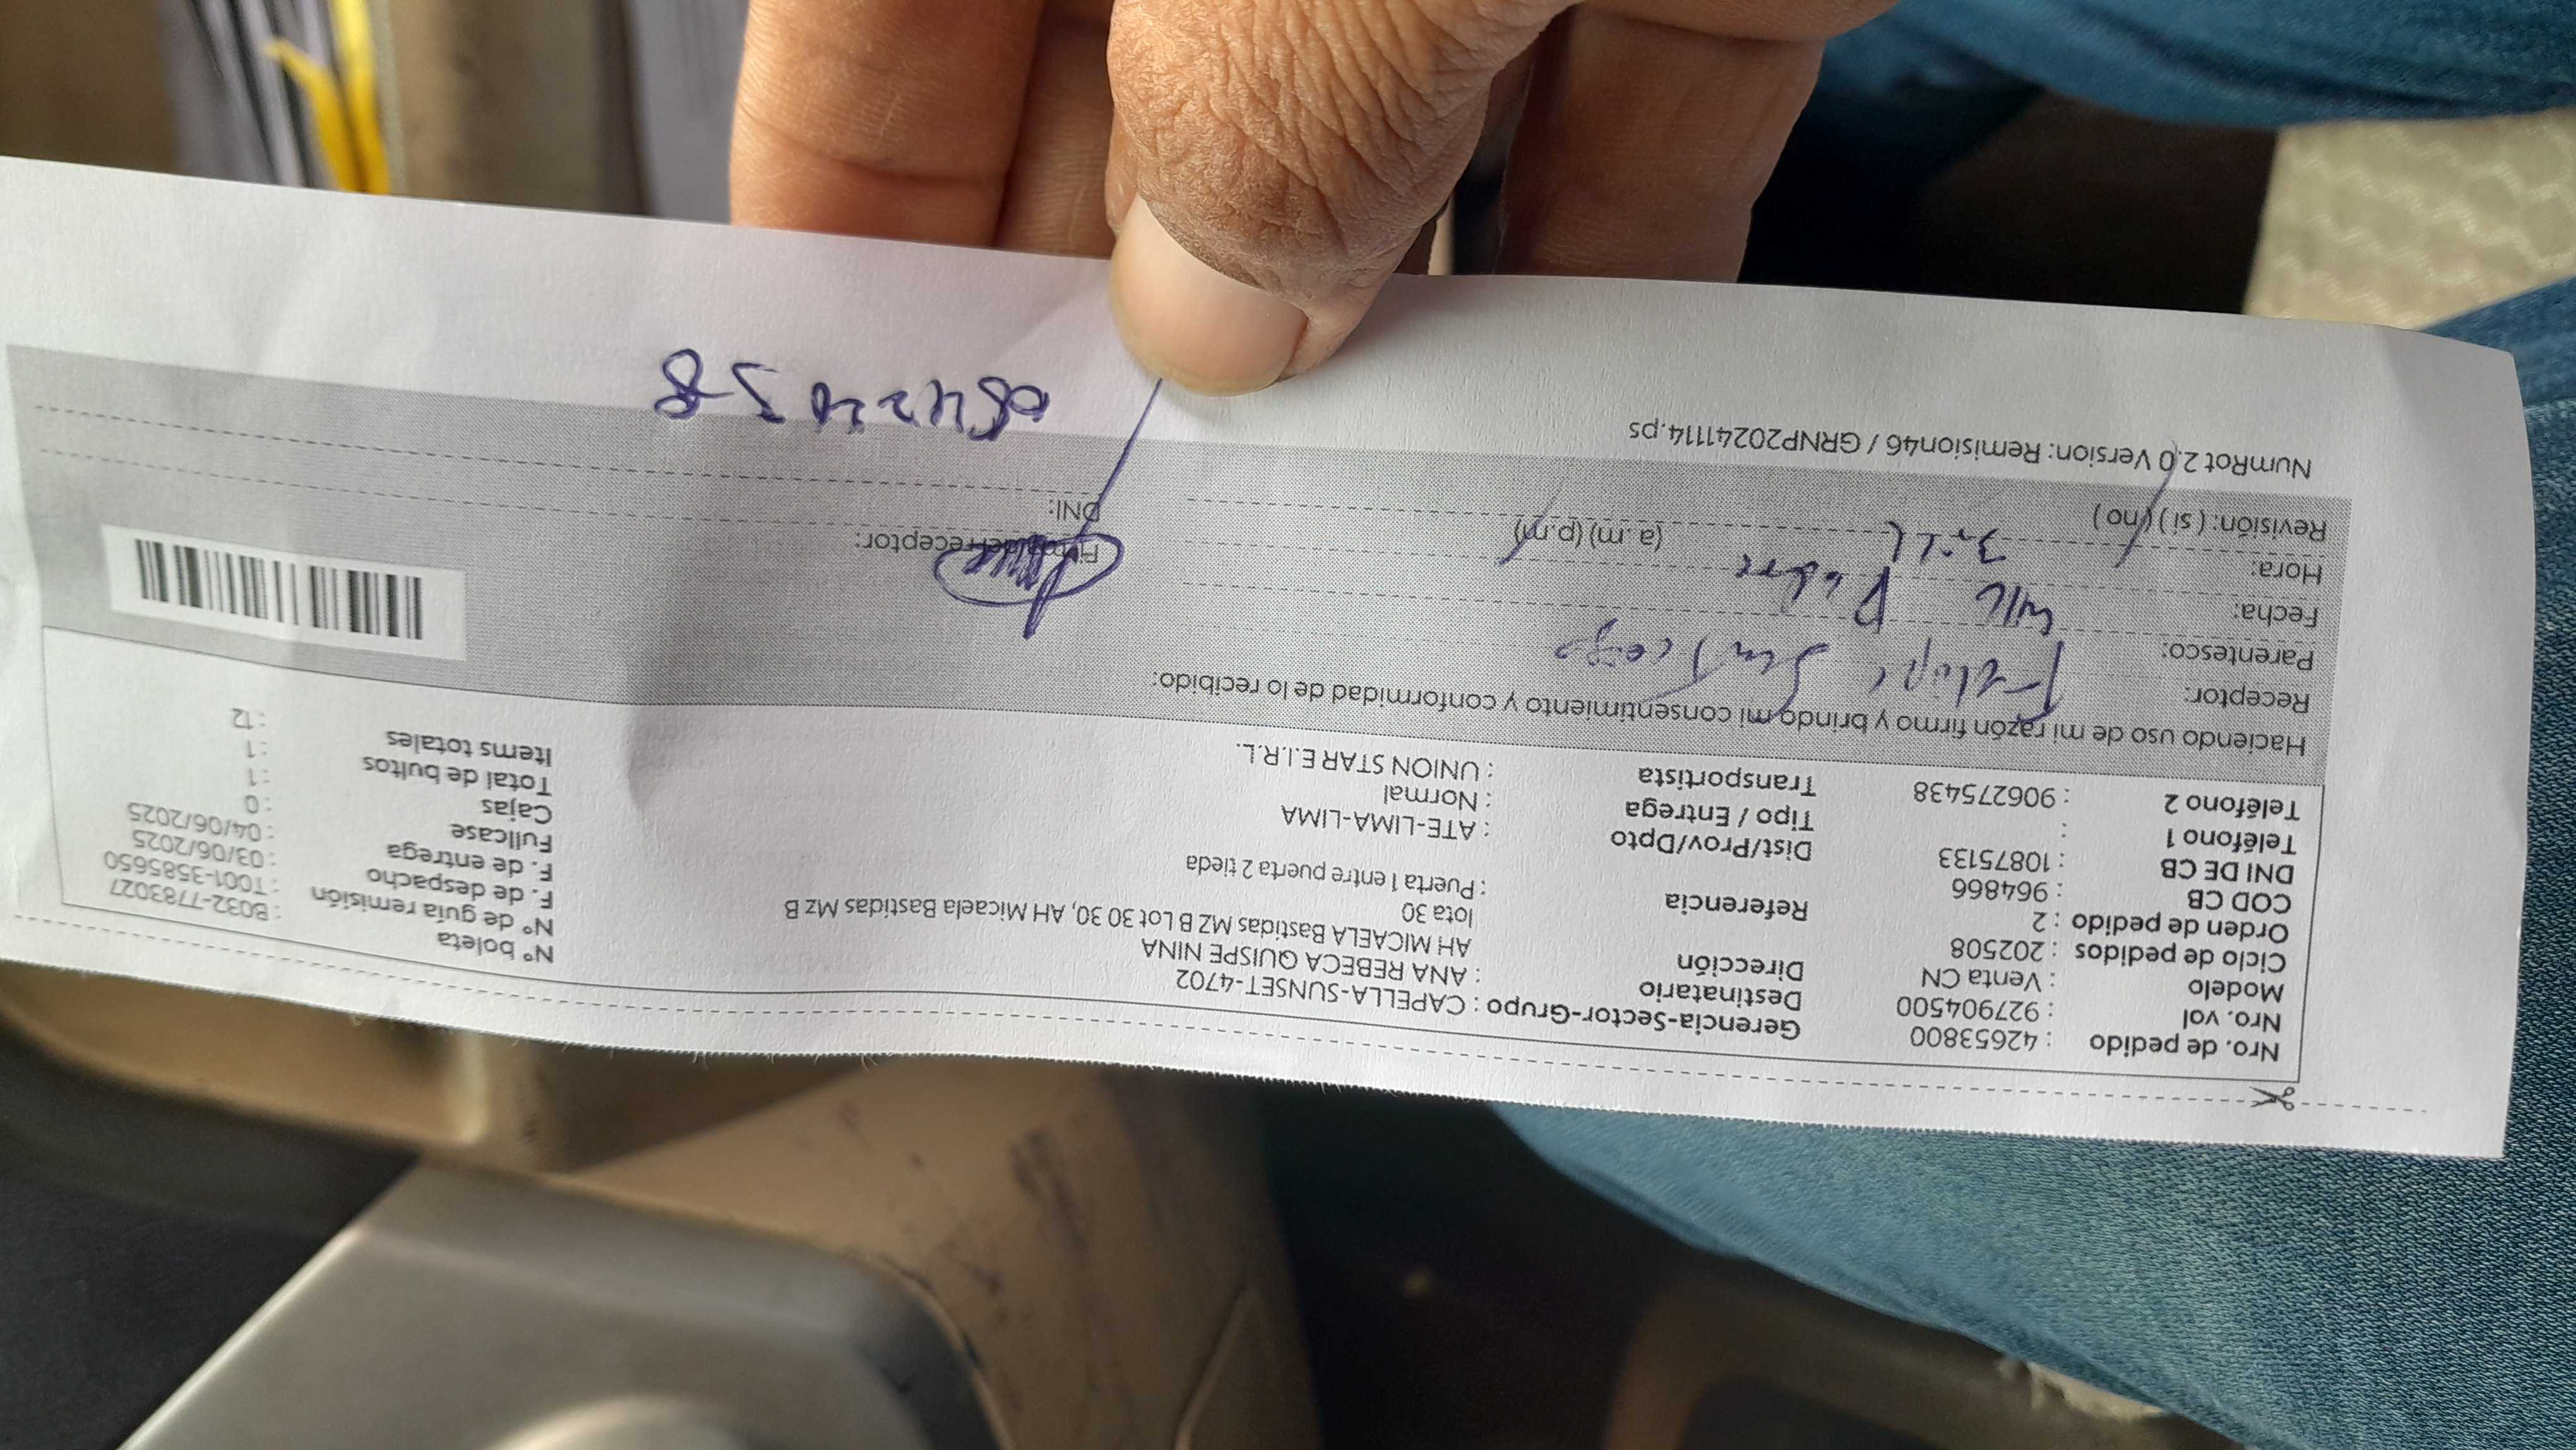 Nro. de pedido : 42653800
Nro. vol : 927904500
Modelo : Venta CN
Ciclo de pedidos : 202508
Orden de pedido : 2
COD CB : 964866
DNI DE CB : 10875133
Teléfono 1 :
Teléfono 2 : 906275438
Gerencia-Sector-Grupo : CAPELLA-SUNSET-4702
Destinatario : ANA REBECA QUISPE NINA
Dirección : AH MICAELA Bastidas MZ B Lot 30 30, AH Micaela Bastidas Mz B
lota 30
Referencia : Puerta 1 entre puerta 2 tieda
Dist/Prov/Dpto : ATE-LIMA-LIMA
Tipo / Entrega : Normal
Transportista : UNION STAR E.I.R.L.
N° boleta : B032-7783027
N° de guía remisión : T001-3585650
F. de despacho : 03/06/2025
F. de entrega : 04/06/2025
Fullcase : 0
Cajas : 1
Total de bultos : 1
Items totales : 12
Haciendo uso de mi razón firmo y brindo mi consentimiento y conformidad de lo recibido:
Receptor: Felipe
Parentesco: Padre
Fecha:
Hora: (a.m) (p.m)
Revisión: ( si ) ( no )
Firma del receptor:
DNI:
NumRot 2.0 Version: Remision46 / GRNP20241114.ps